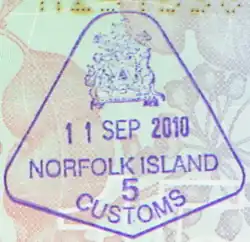 11 SEP 2010
NORFOLK ISLAND
5
CUSTOMS